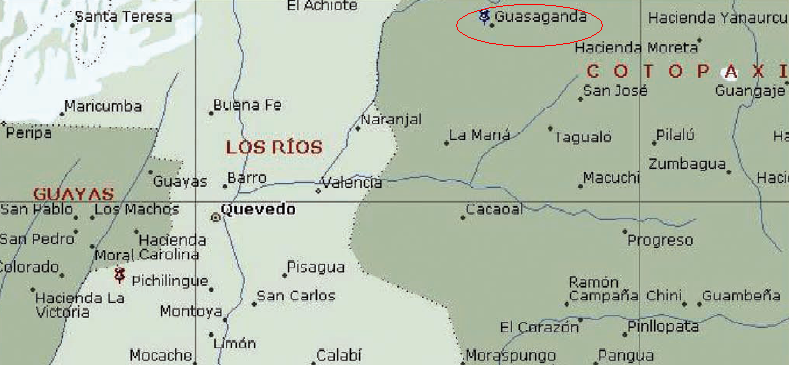 El Achiote
Santa Teresa
Guasaganda
Hacienda Yanaurcu
Hacienda Moreta
COTOPAXI
San José
Guangaje
Maricumba
Buena Fe
Naranjal
Peripa
La Maná
Tagualó
Pilaló
Ha
LOS RÍOS
Zumbagua
Guayas
Barro
Valencia
Macuchi
Haci
GUAYAS
San Pablo
Los Machos
Quevedo
Cacaoal
San Pedro
Hacienda
Carolina
Progreso
Moral
Colorado
Pichilingue
Pisagua
Hacienda La
Victoria
San Carlos
Ramón
Campaña
Chini
Guambeña
Montoya
El Corazón
Pinllopata
Limón
Mocache
Calabí
Moraspungo
Pangua